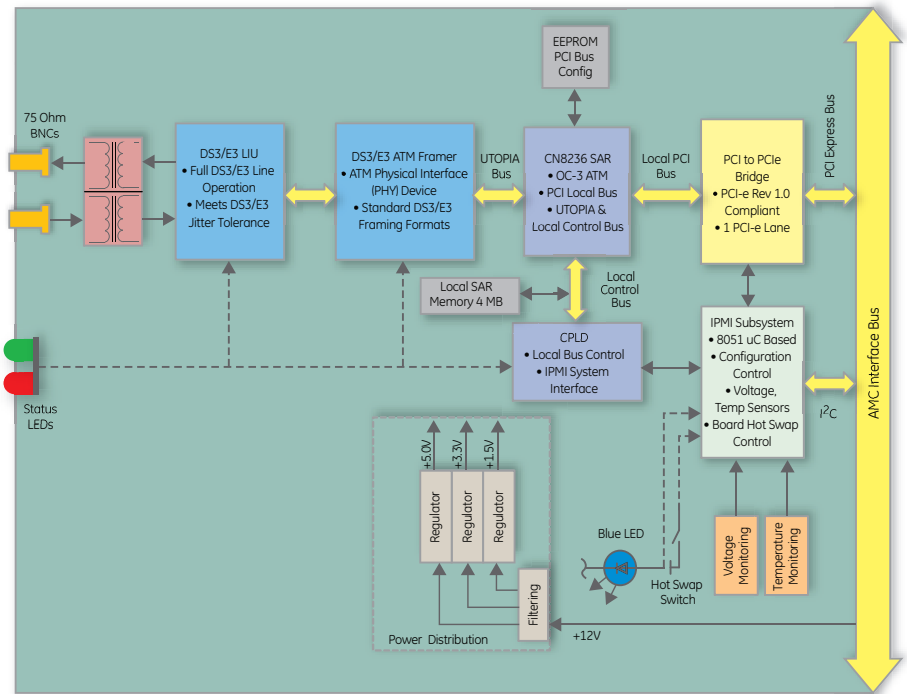 EEPROM
PCI Bus
Config
75 Ohm
BNCs
DS3/E3 LIU
• Full DS3/E3 Line
Operation
• Meets DS3/E3
Jitter Tolerance
DS3/E3 ATM Framer
• ATM Physical Interface
(PHY) Device
• Standard DS3/E3
Framing Formats
UTOPIA
Bus
CN8236 SAR
• OC-3 ATM
• PCI Local Bus
• UTOPIA &
Local Control Bus
Local PCI
Bus
PCI to PCIe
Bridge
• PCI-e Rev 1.0
Compliant
• 1 PCI-e Lane
PCI Express Bus
AMC Interface Bus
Local SAR
Memory 4 MB
Local
Control
Bus
CPLD
• Local Bus Control
• IPMI System
Interface
IPMI Subsystem
• 8051 uC Based
• Configuration
Control
• Voltage,
Temp Sensors
• Board Hot Swap
Control
I²C
Status
LEDs
+5.0V
+3.3V
+1.5V
Regulator
Regulator
Regulator
Filtering
Power Distribution
+12V
Blue LED
Hot Swap
Switch
Voltage
Monitoring
Temperature
Monitoring